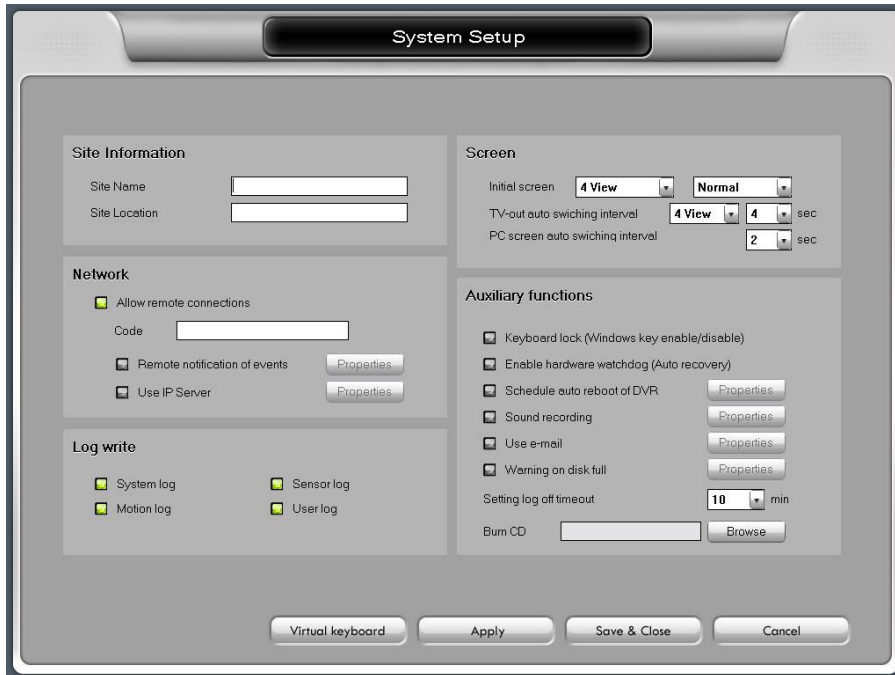 System Setup
Site Information
Site Name
Site Location
Network
Allow remote connections
Code
Remote notification of events Properties
Use IP Server Properties
Log write
System log Sensor log
Motion log User log
Screen
Initial screen 4 View Normal
TV-out auto swiching interval 4 View 4 sec
PC screen auto swiching interval 2 sec
Auxiliary functions
Keyboard lock (Windows key enable/disable)
Enable hardware watchdog (Auto recovery)
Schedule auto reboot of DVR Properties
Sound recording Properties
Use e-mail Properties
Warning on disk full Properties
Setting log off timeout 10 min
Burn CD Browse
Virtual keyboard Apply Save & Close Cancel